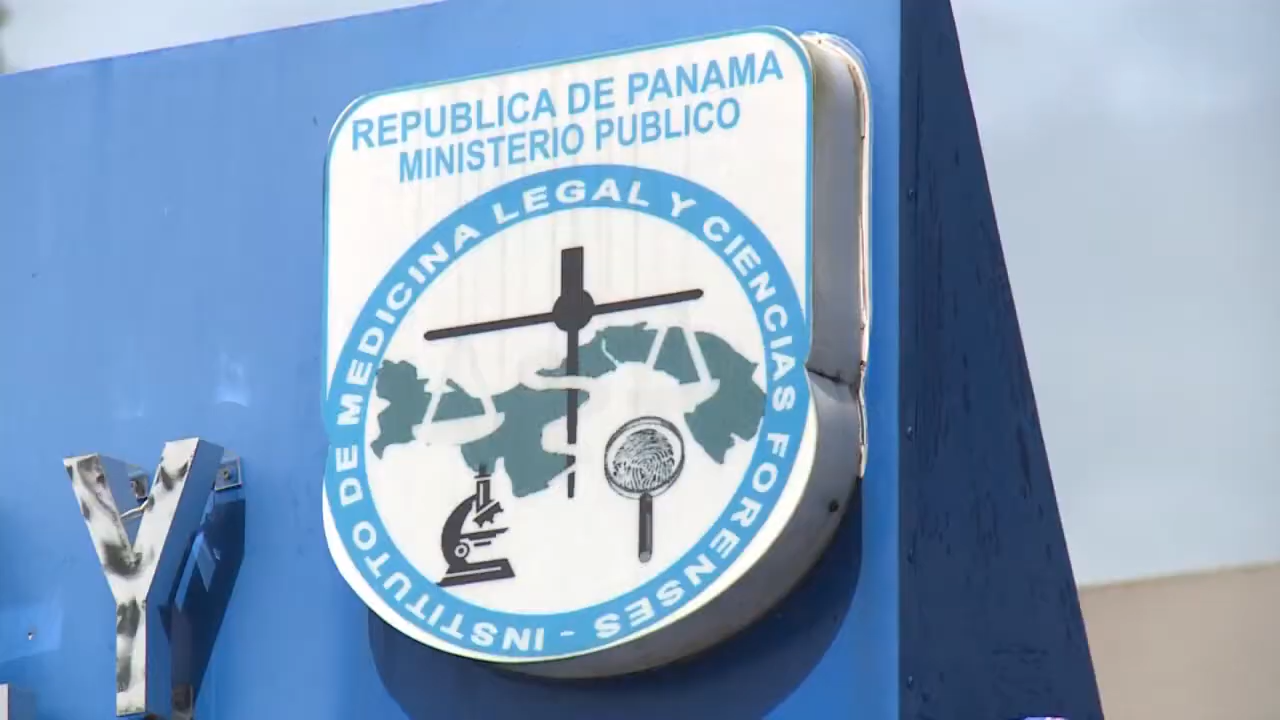 REPUBLICA DE PANAMA
MINISTERIO PUBLICO
INSTITUTO DE MEDICINA LEGAL Y CIENCIAS FORENSES -
Y